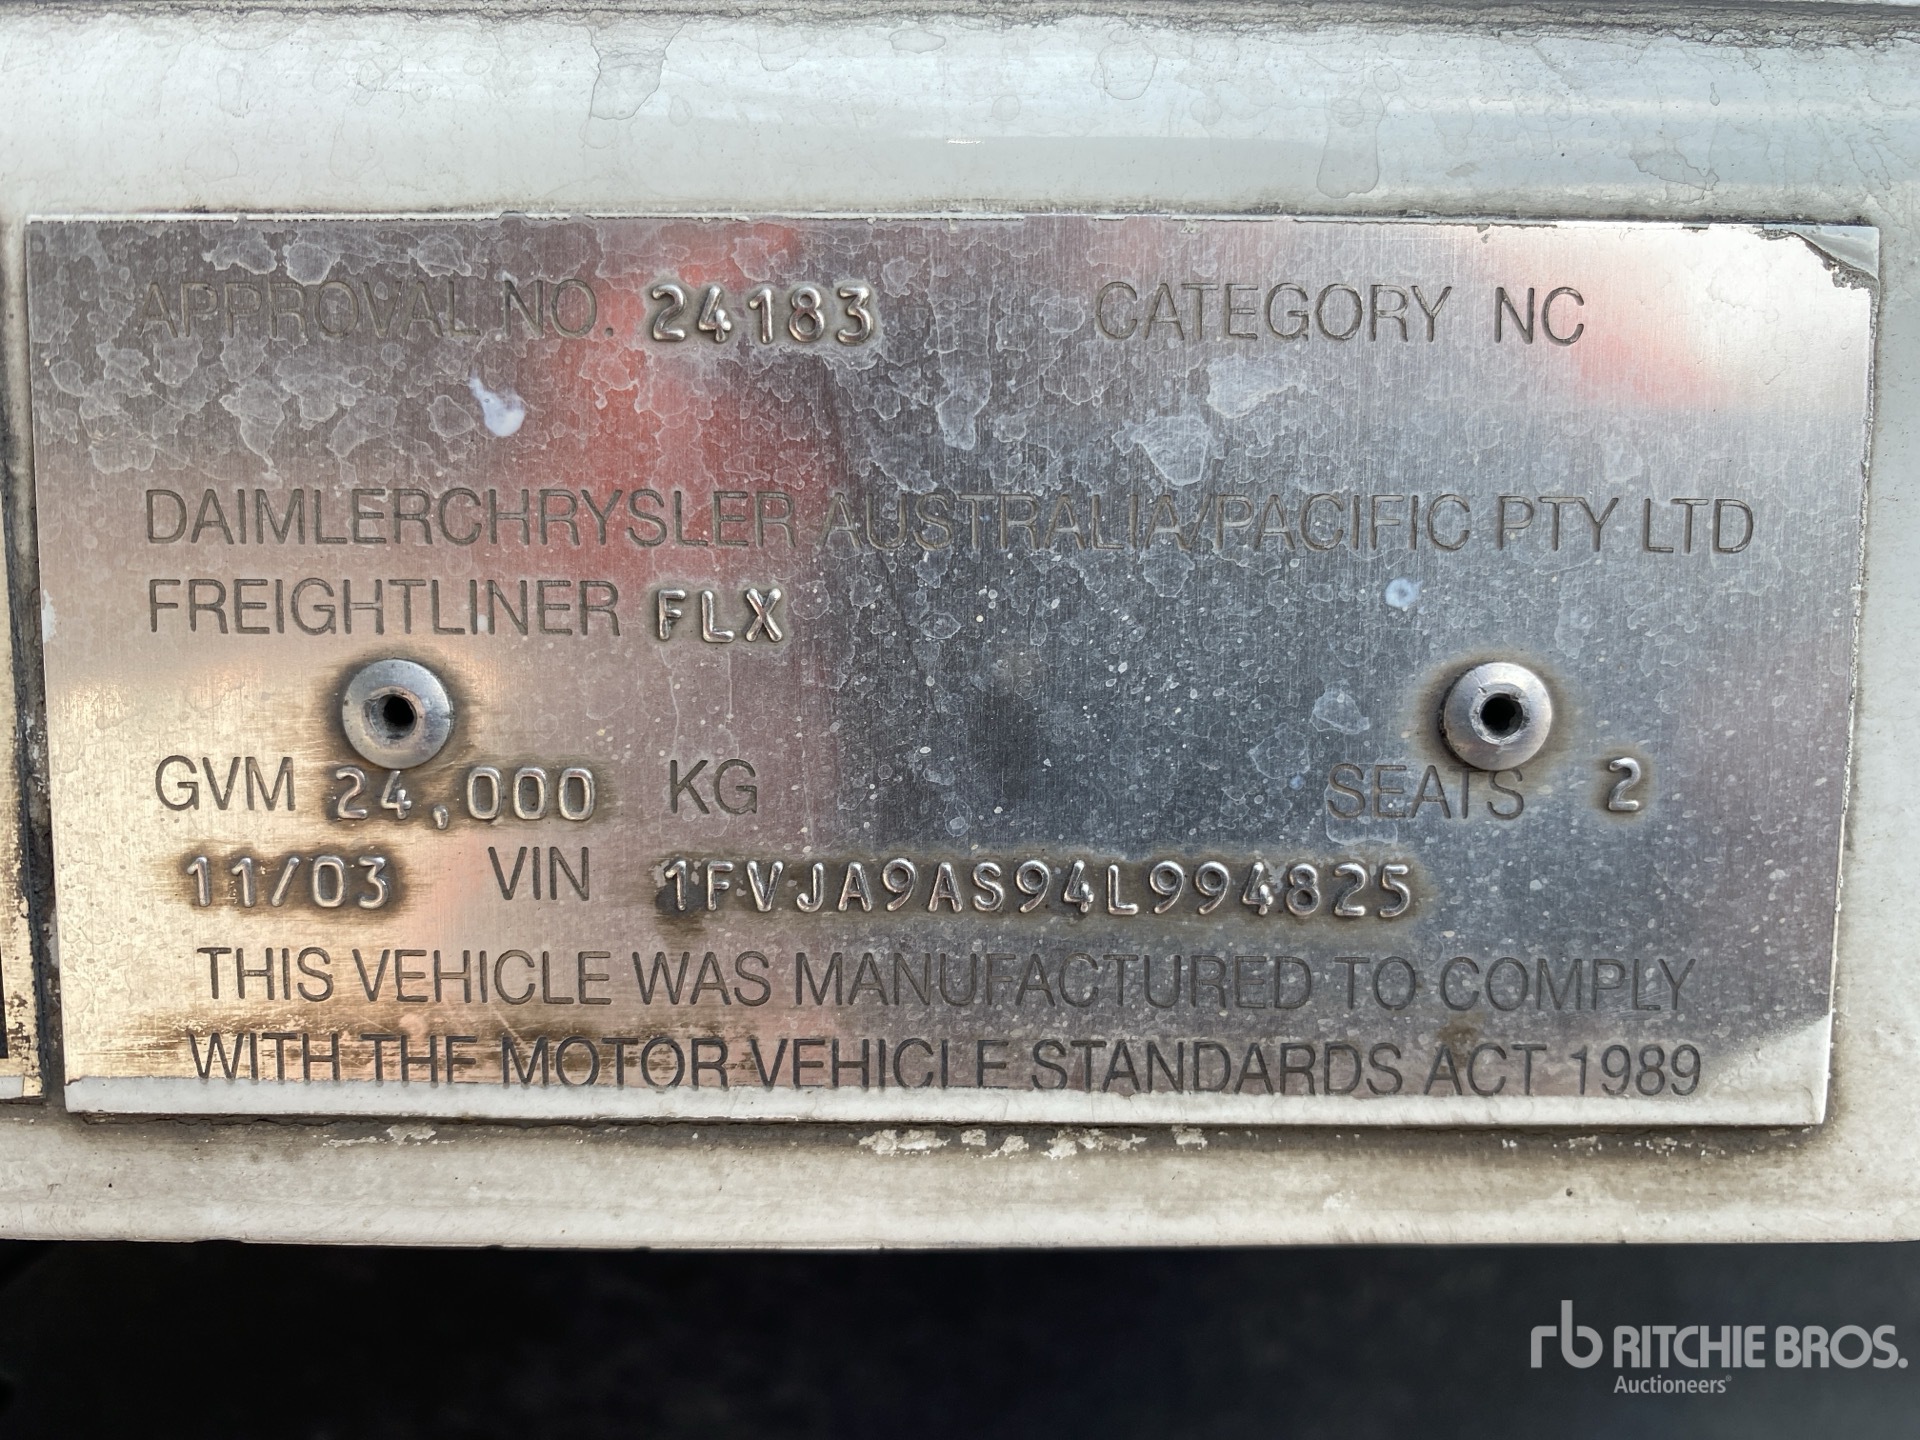 APPROVAL NO. 24183 CATEGORY NC
DAIMLERCHRYSLER AUSTRALIA/PACIFIC PTY LTD
FREIGHTLINER FLX
GVM 24,000 KG SEATS 2
11/03 VIN 1FVJA9AS94L994825
THIS VEHICLE WAS MANUFACTURED TO COMPLY
WITH THE MOTOR VEHICLE STANDARDS ACT 1989
rb RITCHIE BROS.
Auctioneers®